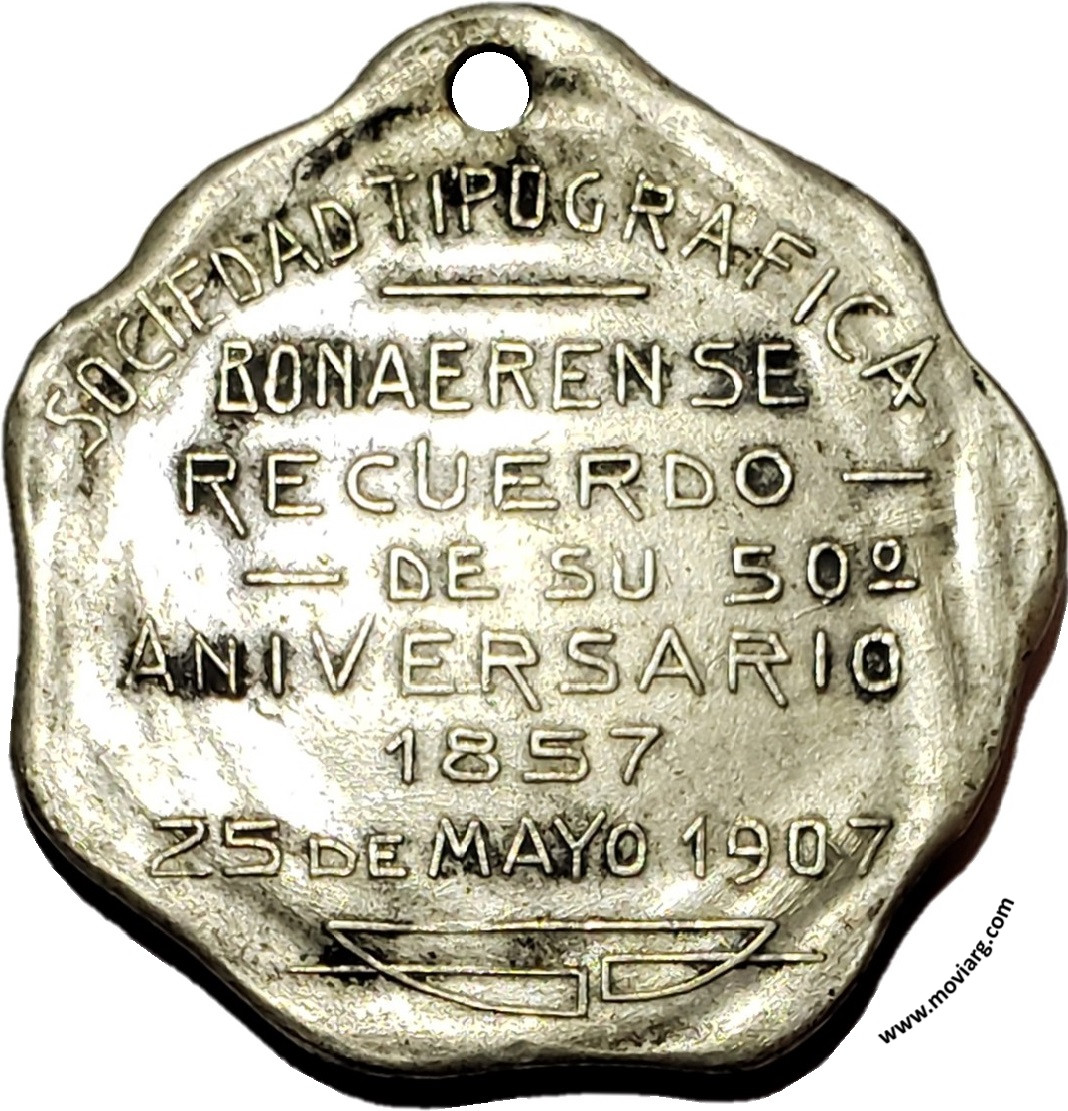 SOCIEDAD TIPOGRAFICA
BONAERENSE
RECUERDO —
— DE SU 50º
ANIVERSARIO
1857
25 DE MAYO 1907
www.moviarg.com